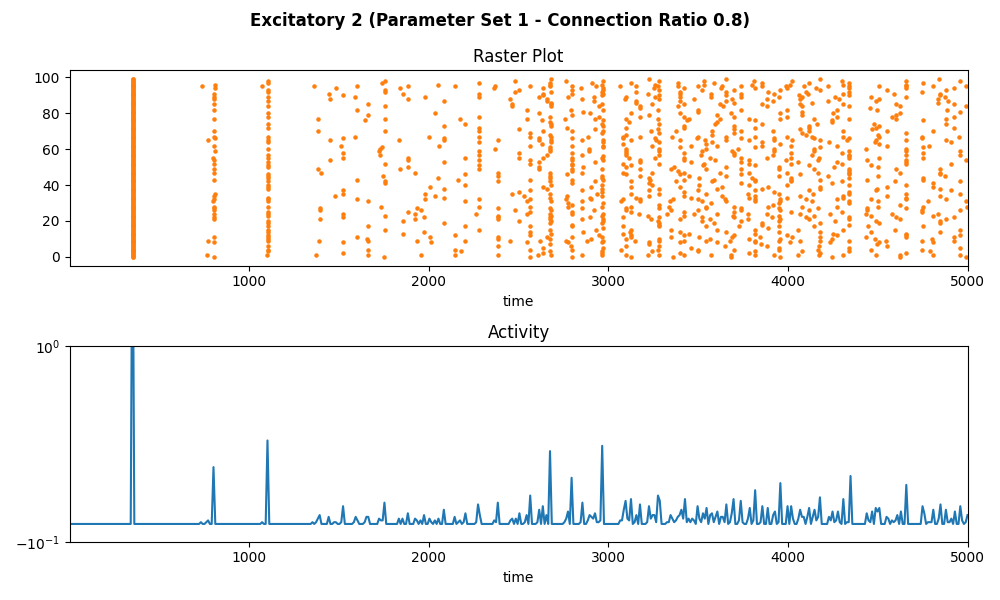 Excitatory 2 (Parameter Set 1 - Connection Ratio 0.8)
Raster Plot
100
80
60
40
20
0
1000 2000 3000 4000 5000
time
Activity
10^0
−10^{-1}
1000 2000 3000 4000 5000
time